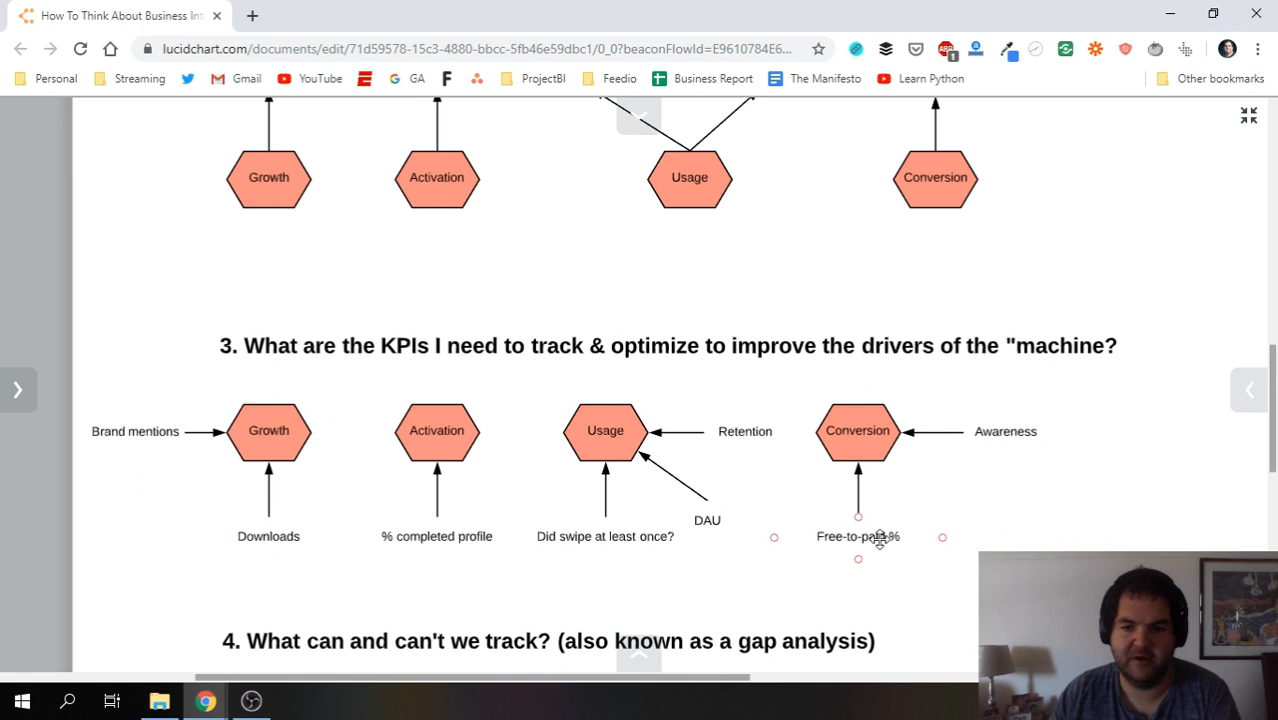 How To Think About Business Int
lucidchart.com/documents/edit/71d59578-15c3-4880-bbcc-5fb46e59dbc1/0_0?beaconFlowId=E9610784E6...
1
Personal
Streaming
Gmail
YouTube
GA
ProjectBI
Feedio
Business Report
The Manifesto
Learn Python
Other bookmarks
Growth
Activation
Usage
Conversion
3. What are the KPIs I need to track & optimize to improve the drivers of the "machine?
Brand mentions
Growth
Activation
Usage
Retention
Conversion
Awareness
DAU
Downloads
% completed profile
Did swipe at least once?
Free-to-paid %
4. What can and can't we track? (also known as a gap analysis)